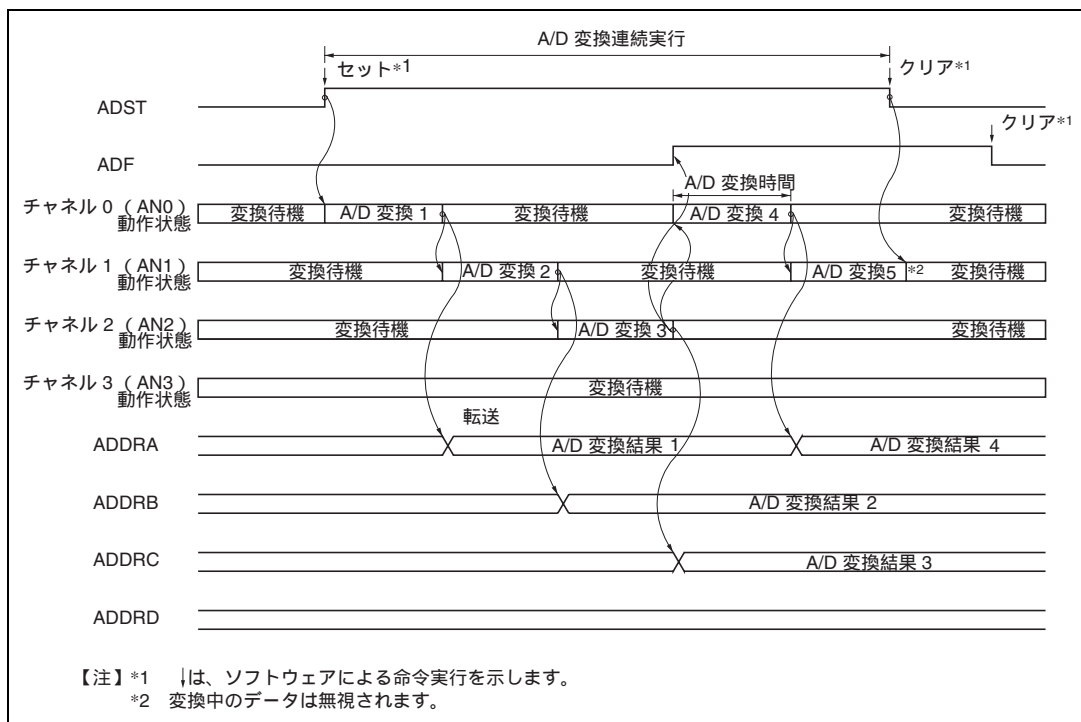 A/D 変換連続実行
セット*1
クリア*1
ADST
クリア*1
ADF
A/D 変換時間
チャネル 0 ( AN0 )
動作状態
変換待機 A/D 変換 1 変換待機 A/D 変換 4 変換待機
チャネル 1 ( AN1 )
動作状態
変換待機 A/D 変換 2 変換待機 A/D 変換5 *2 変換待機
チャネル 2 ( AN2 )
動作状態
変換待機 A/D 変換 3 変換待機
チャネル 3 ( AN3 )
動作状態
変換待機
転送
ADDRA A/D 変換結果 1 A/D 変換結果 4
ADDRB A/D 変換結果 2
ADDRC A/D 変換結果 3
ADDRD
【注】*1 ↓は、ソフトウェアによる命令実行を示します。
*2 変換中のデータは無視されます。